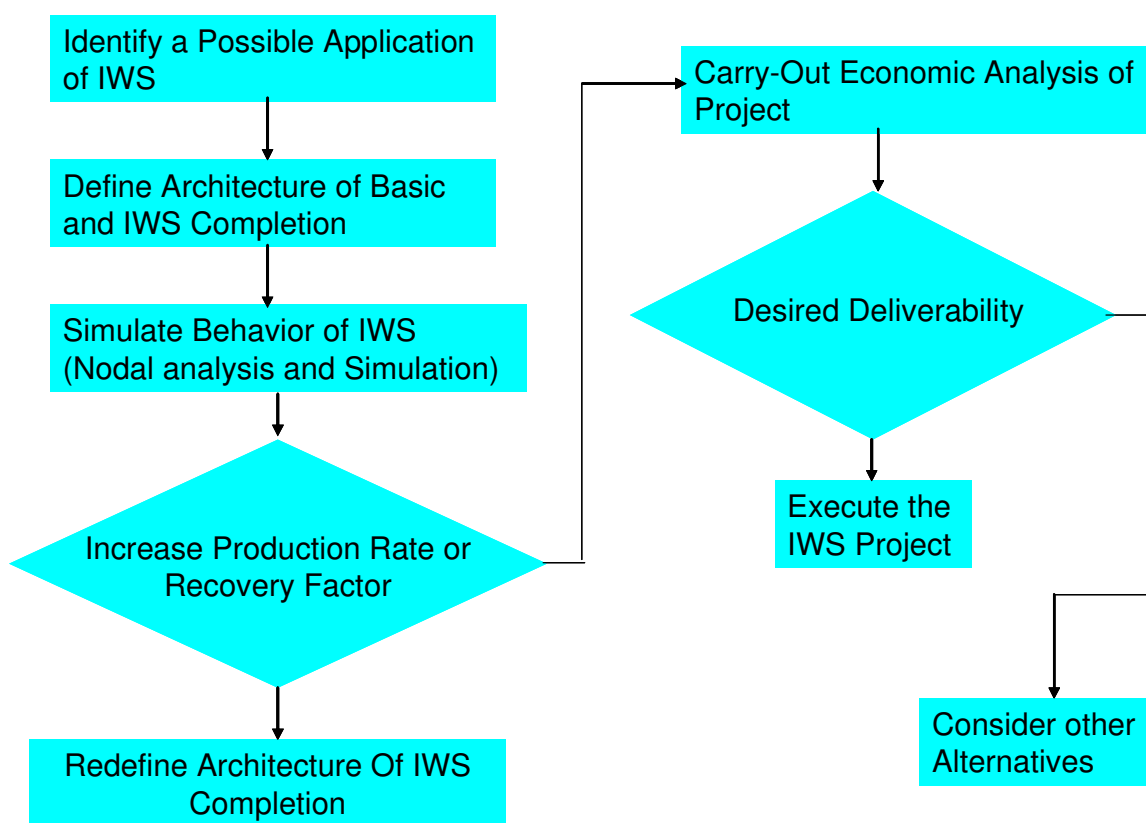 Identify a Possible Application
of IWS
Define Architecture of Basic
and IWS Completion
Simulate Behavior of IWS
(Nodal analysis and Simulation)
Increase Production Rate or
Recovery Factor
Redefine Architecture Of IWS
Completion
Carry-Out Economic Analysis of
Project
Desired Deliverability
Execute the
IWS Project
Consider other
Alternatives